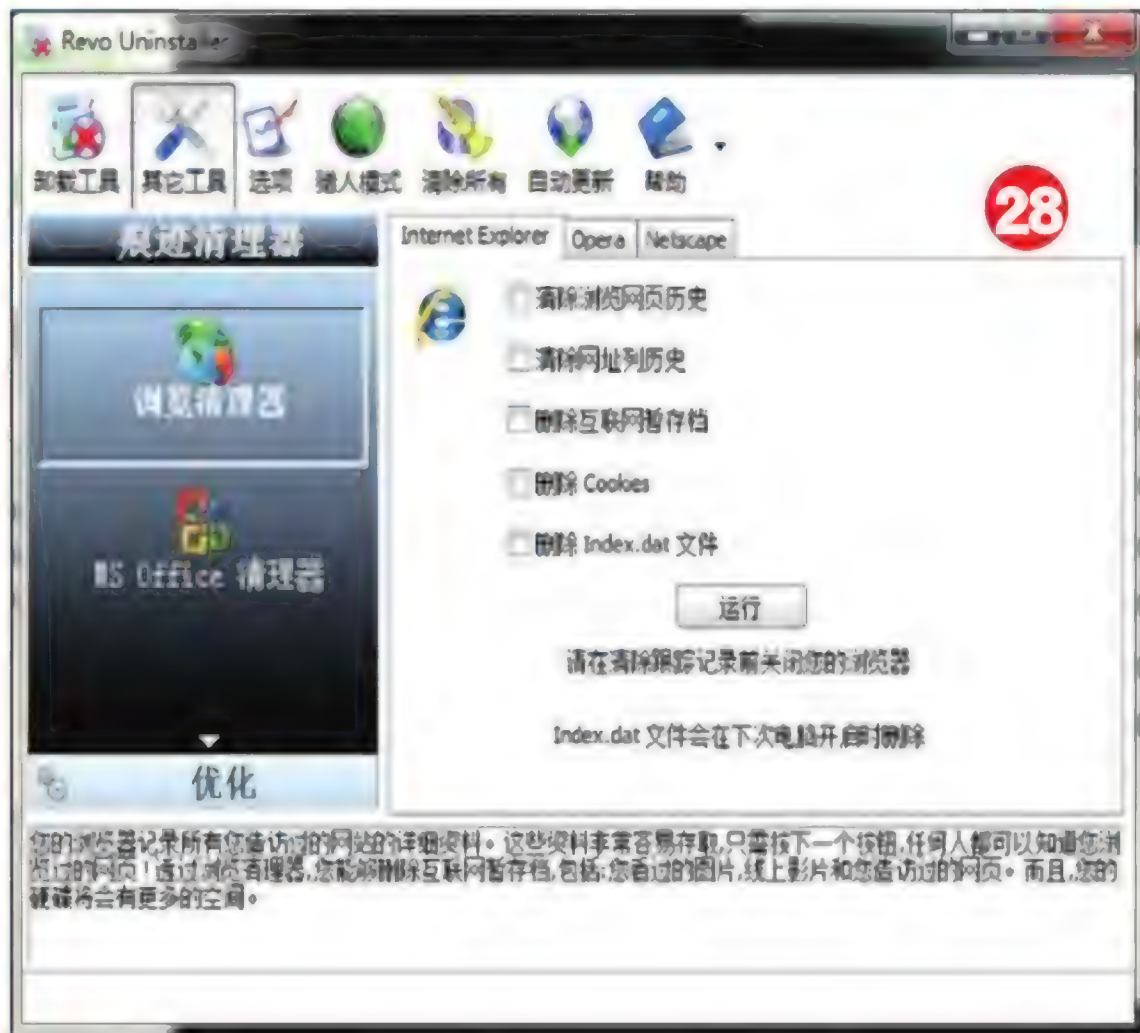 Revo Uninstaller
卸载工具 其它工具 选项 猎人模式 清除所有 自动更新 帮助
28
痕迹清理器
Internet Explorer Opera Netscape
清除浏览网页历史
清除网址列历史
浏览清理器
删除互联网暂存档
删除 Cookies
删除 Index.dat 文件
MS Office 清理器
运行
请在清除跟踪记录前关闭您的浏览器
Index.dat 文件会在下次电脑开启时删除
优化
您的浏览器记录所有您造访过的网站的详细资料。这些资料非常容易存取,只需按下一个按钮,任何人都可以知道您浏
览过的网页!透过浏览清理器,您能够删除互联网暂存档,包括:您看过的图片,线上影片和您造访过的网页。而且,您的
硬碟将会有更多的空间。